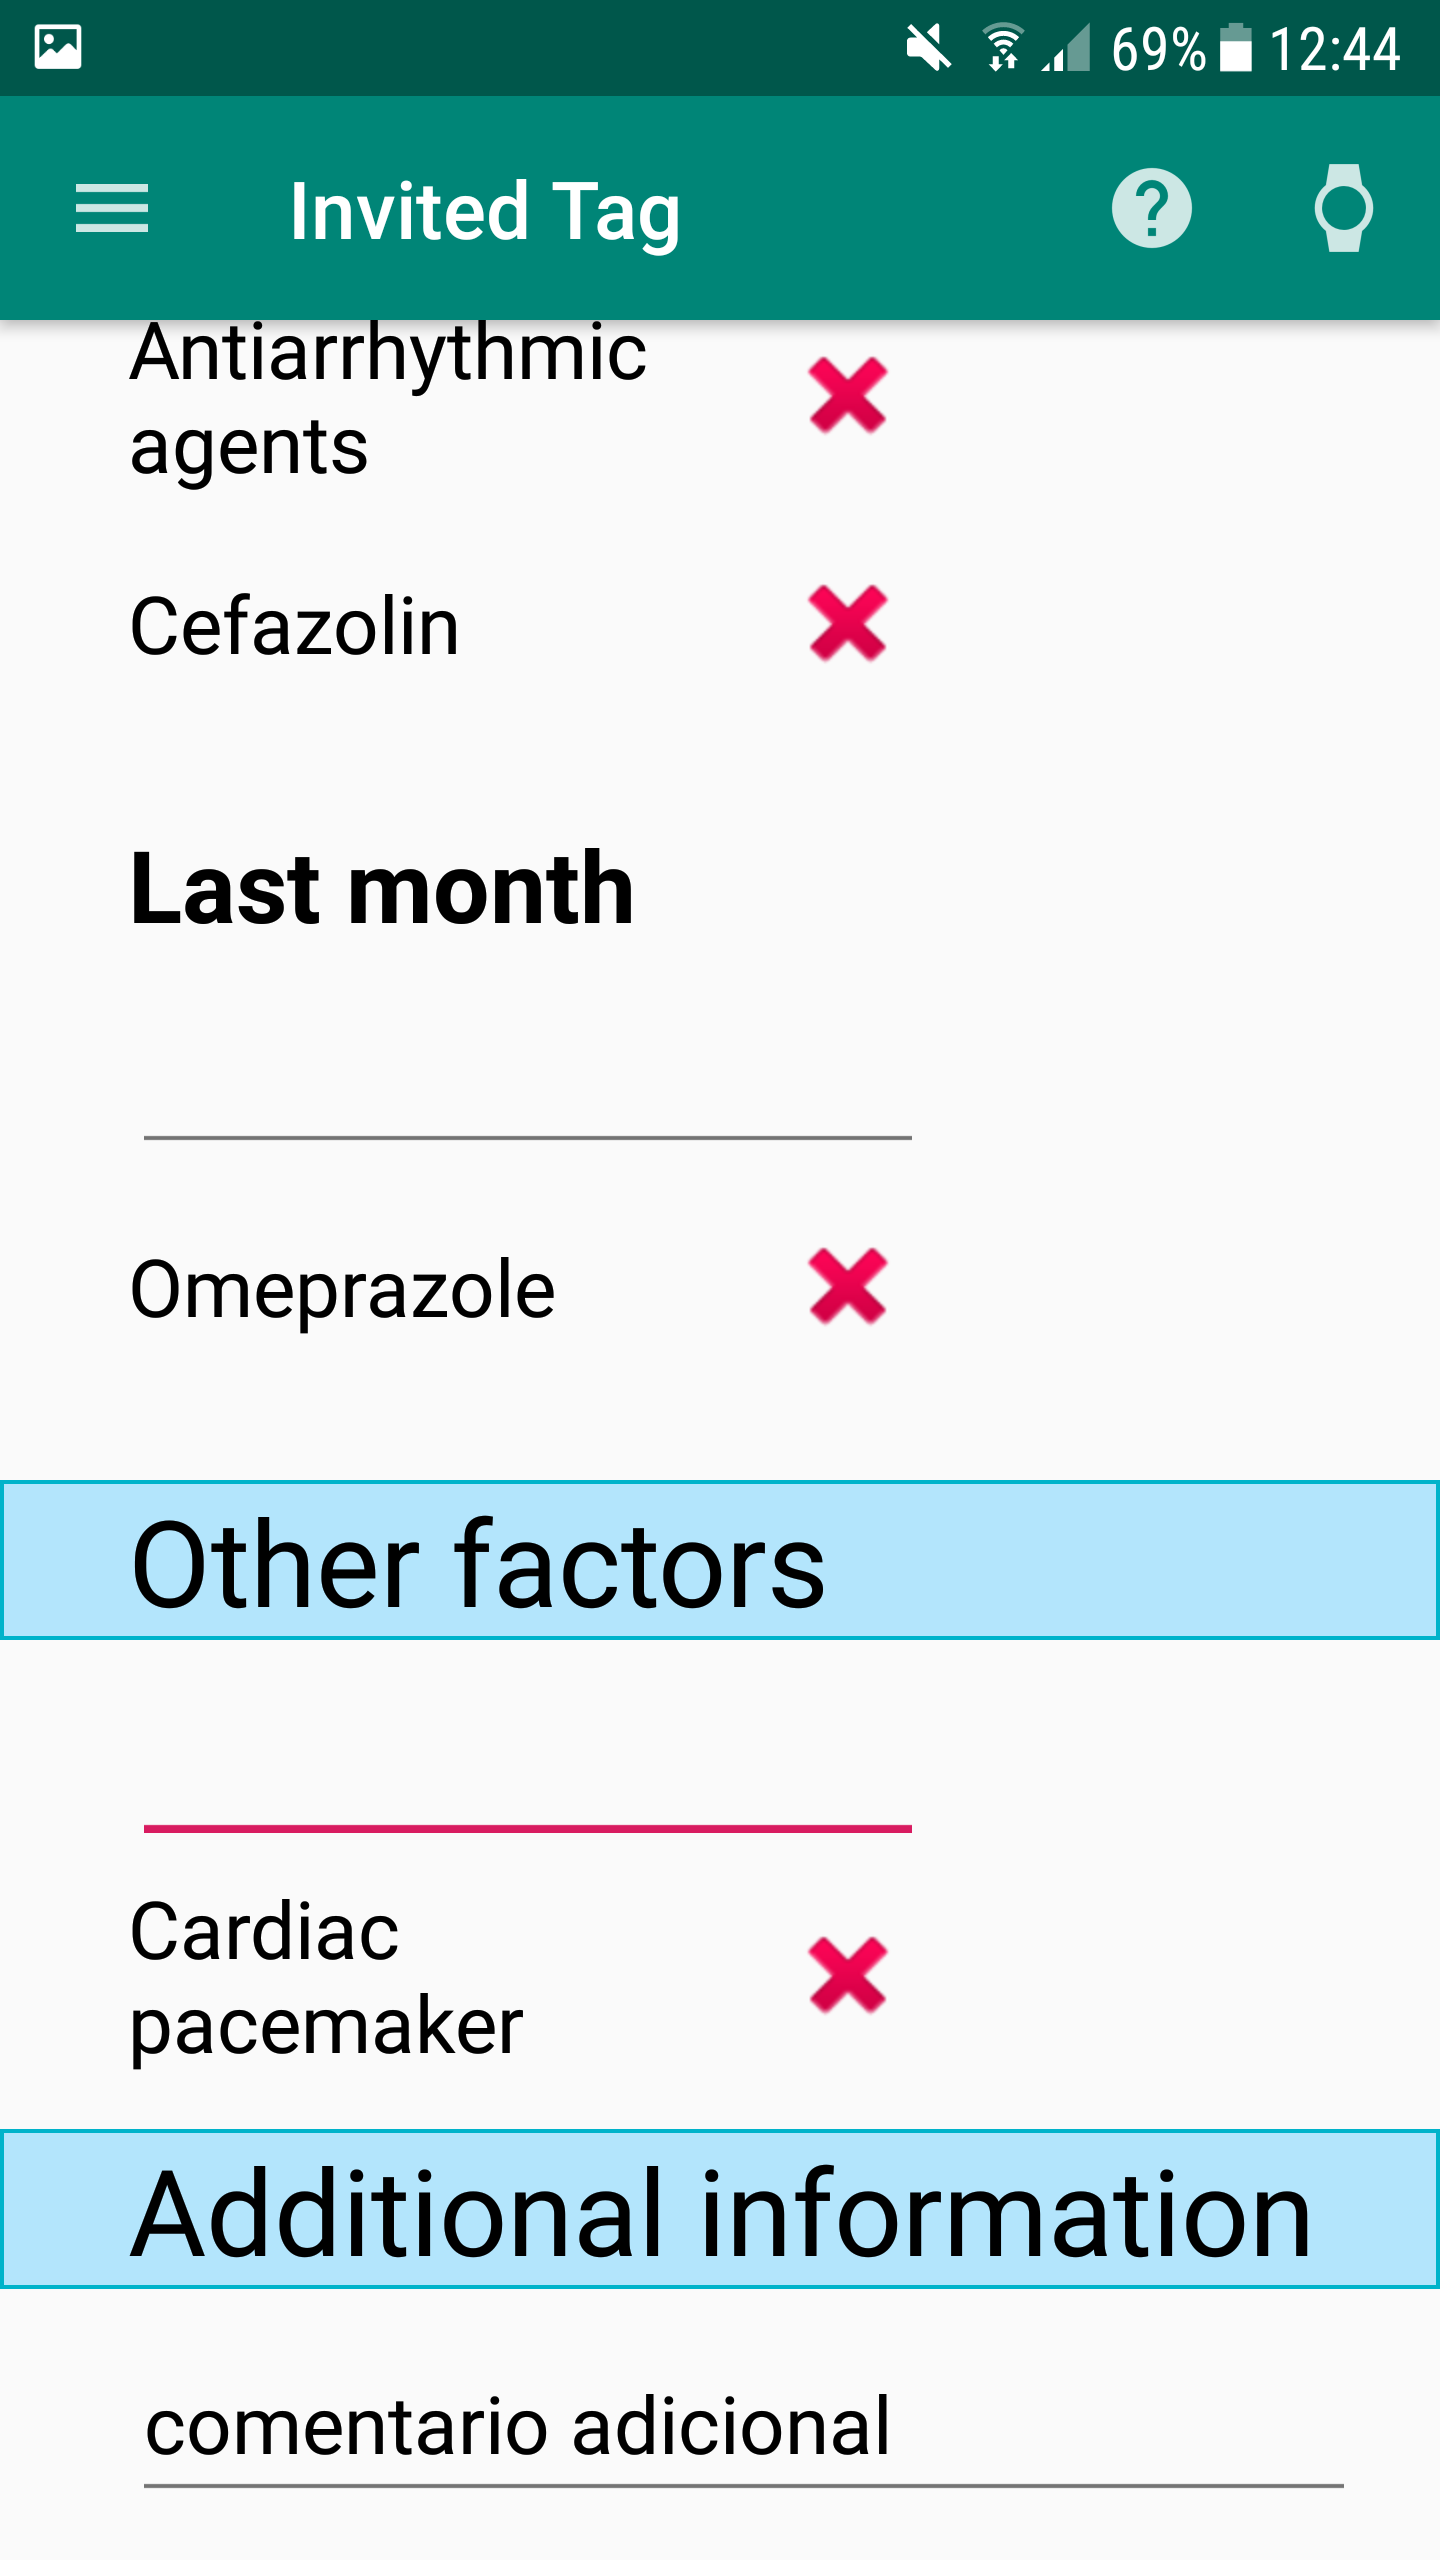 69% 12:44
Invited Tag
Antiarrhythmic
agents
Cefazolin
Last month
Omeprazole
Other factors
Cardiac
pacemaker
Additional information
comentario adicional